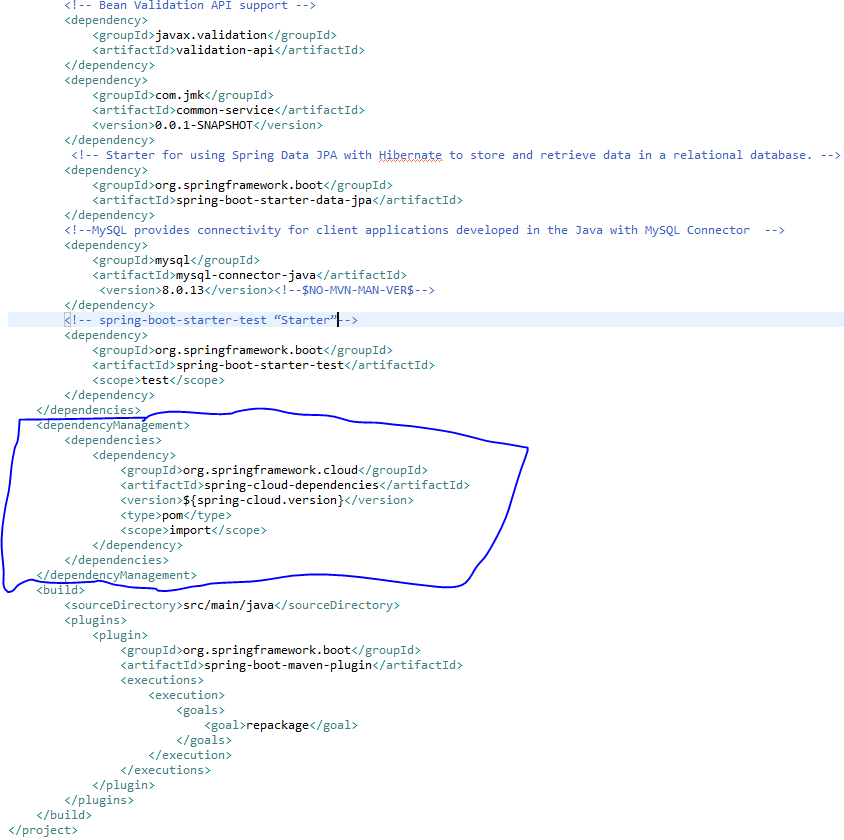 <!-- Bean Validation API support -->
<dependency>
<groupId>javax.validation</groupId>
<artifactId>validation-api</artifactId>
</dependency>
<dependency>
<groupId>com.jmk</groupId>
<artifactId>common-service</artifactId>
<version>0.0.1-SNAPSHOT</version>
</dependency>
<!-- Starter for using Spring Data JPA with Hibernate to store and retrieve data in a relational database. -->
<dependency>
<groupId>org.springframework.boot</groupId>
<artifactId>spring-boot-starter-data-jpa</artifactId>
</dependency>
<!--MySQL provides connectivity for client applications developed in the Java with MySQL Connector  -->
<dependency>
<groupId>mysql</groupId>
<artifactId>mysql-connector-java</artifactId>
<version>8.0.13</version><!--$NO-MVN-MAN-VER$-->
</dependency>
<!-- spring-boot-starter-test “Starter”-->
<dependency>
<groupId>org.springframework.boot</groupId>
<artifactId>spring-boot-starter-test</artifactId>
<scope>test</scope>
</dependency>
</dependencies>
<dependencyManagement>
<dependencies>
<dependency>
<groupId>org.springframework.cloud</groupId>
<artifactId>spring-cloud-dependencies</artifactId>
<version>${spring-cloud.version}</version>
<type>pom</type>
<scope>import</scope>
</dependency>
</dependencies>
</dependencyManagement>
<build>
<sourceDirectory>src/main/java</sourceDirectory>
<plugins>
<plugin>
<groupId>org.springframework.boot</groupId>
<artifactId>spring-boot-maven-plugin</artifactId>
<executions>
<execution>
<goals>
<goal>repackage</goal>
</goals>
</execution>
</executions>
</plugin>
</plugins>
</build>
</project>